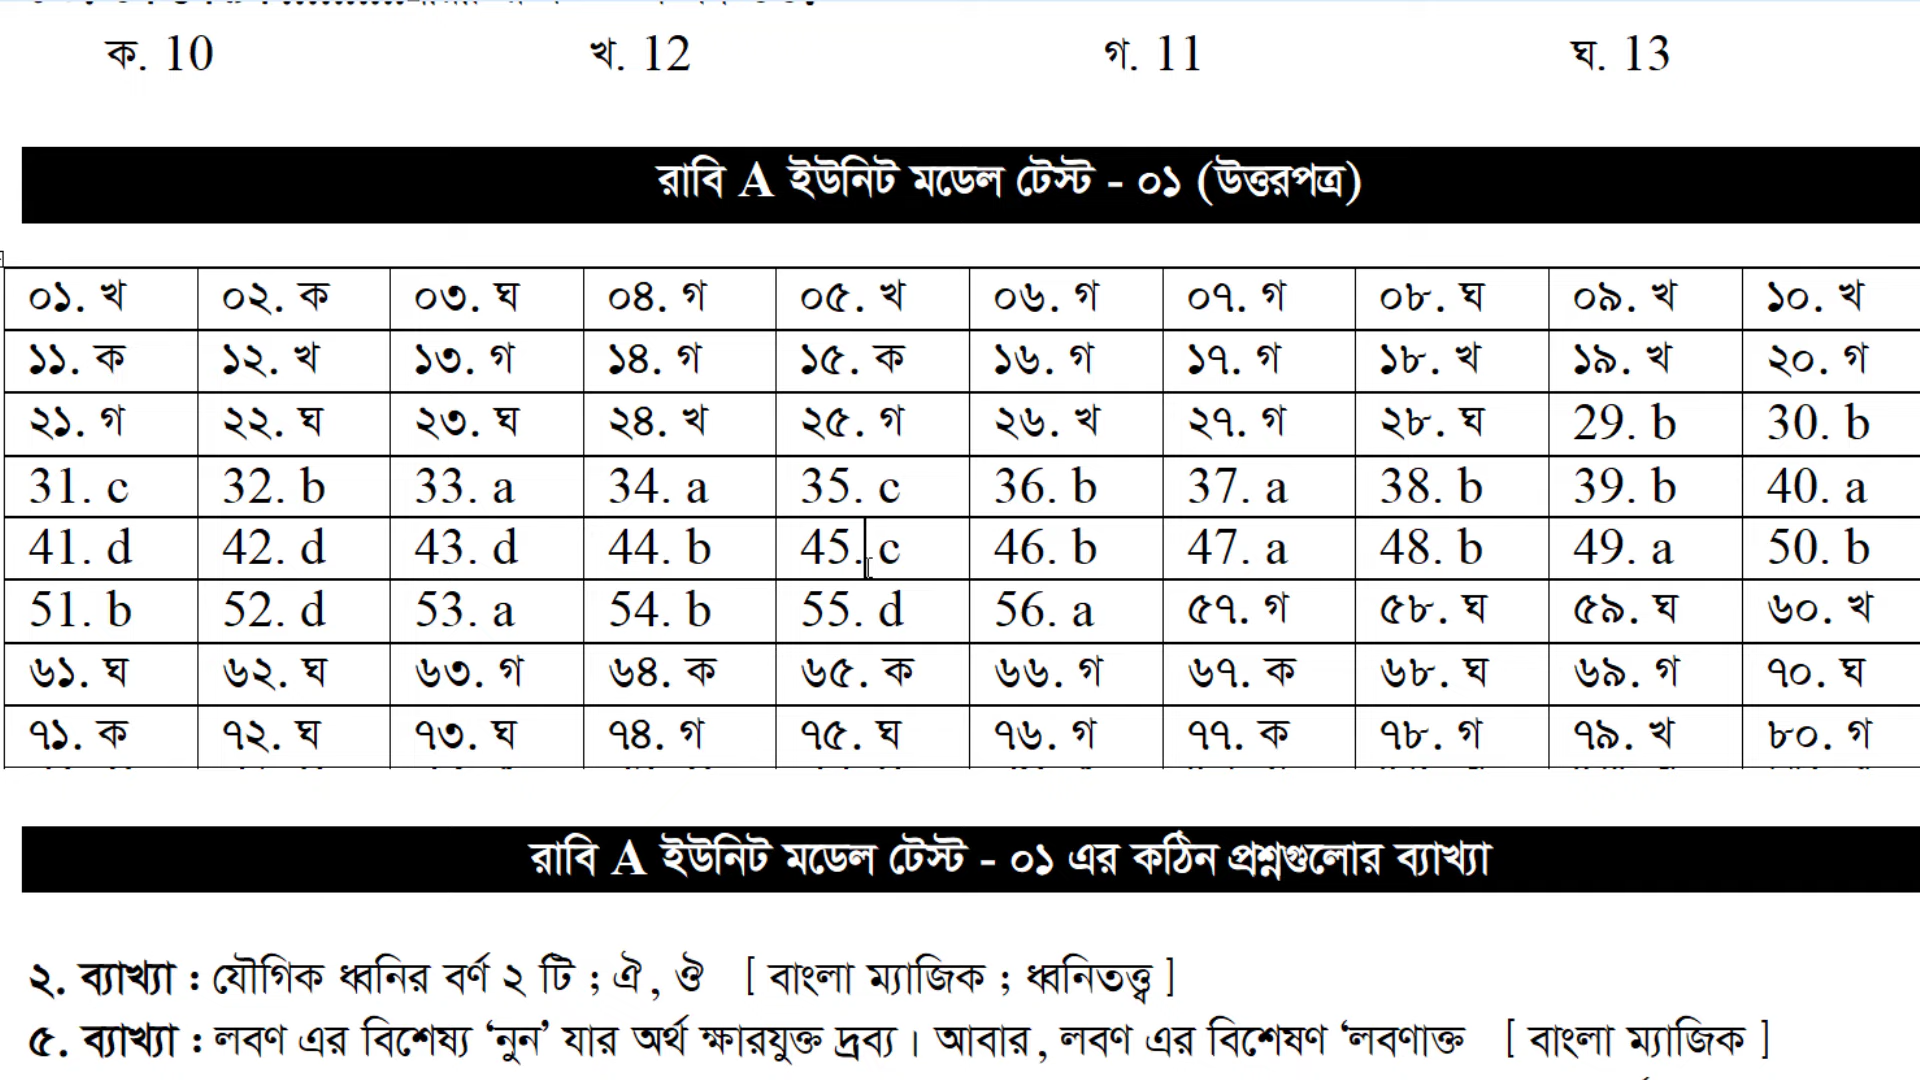 ক. 10 খ. 12 গ. 11 ঘ. 13
রাবি A ইউনিট মডেল টেস্ট - ০১ (উত্তরপত্র)
০১. খ ০২. ক ০৩. ঘ ০৪. গ ০৫. খ ০৬. গ ০৭. গ ০৮. ঘ ০৯. খ ১০. খ
১১. ক ১২. খ ১৩. গ ১৪. গ ১৫. ক ১৬. গ ১৭. গ ১৮. খ ১৯. খ ২০. গ
২১. গ ২২. ঘ ২৩. ঘ ২৪. খ ২৫. গ ২৬. খ ২৭. গ ২৮. ঘ 29. b 30. b
31. c 32. b 33. a 34. a 35. c 36. b 37. a 38. b 39. b 40. a
41. d 42. d 43. d 44. b 45. c 46. b 47. a 48. b 49. a 50. b
51. b 52. d 53. a 54. b 55. d 56. a ৫৭. গ ৫৮. ঘ ৫৯. ঘ ৬০. খ
৬১. ঘ ৬২. ঘ ৬৩. গ ৬৪. ক ৬৫. ক ৬৬. গ ৬৭. ক ৬৮. ঘ ৬৯. গ ৭০. ঘ
৭১. ক ৭২. ঘ ৭৩. ঘ ৭৪. গ ৭৫. ঘ ৭৬. গ ৭৭. ক ৭৮. গ ৭৯. খ ৮০. গ
রাবি A ইউনিট মডেল টেস্ট - ০১ এর কঠিন প্রশ্নগুলোর ব্যাখ্যা
২. ব্যাখ্যা : যৌগিক ধ্বনির বর্ণ ২ টি ; ঐ, ঔ [ বাংলা ম্যাজিক ; ধ্বনিতত্ত্ব ]
৫. ব্যাখ্যা : লবণ এর বিশেষ্য ‘নুন’ যার অর্থ ক্ষারযুক্ত দ্রব্য। আবার, লবণ এর বিশেষণ ‘লবণাক্ত [ বাংলা ম্যাজিক ]